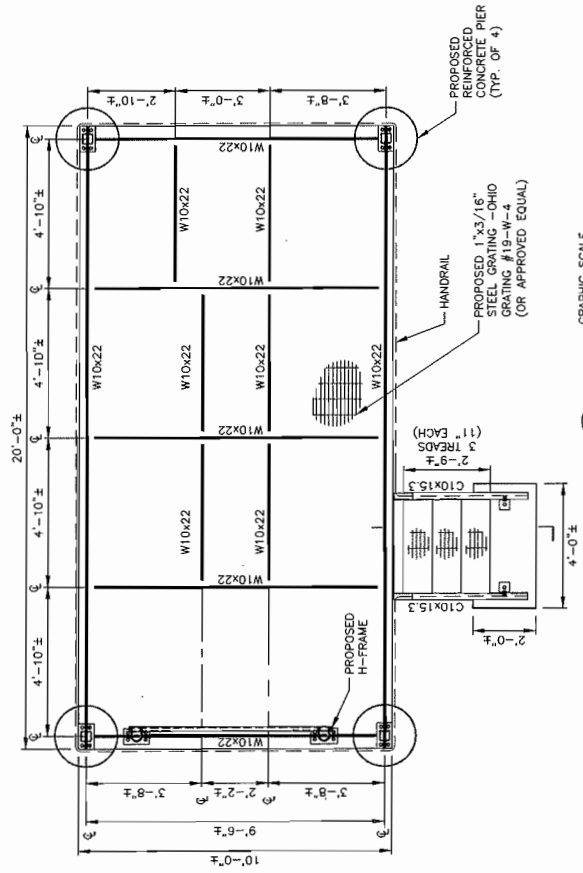 20'-0"±
4'-10"±
4'-10"±
4'-10"±
4'-10"±
℄
℄
℄
℄
℄
2'-10"±
3'-0"±
3'-8"±
PROPOSED
REINFORCED
CONCRETE PIER
(TYP. OF 4)
W10x22
W10x22
W10x22
W10x22
W10x22
W10x22
W10x22
W10x22
W10x22
W10x22
W10x22
W10x22
W10x22
3'-8"±
2'-2"±
3'-8"±
℄
℄
9'-6"±
℄
℄
10'-0"±
PROPOSED
H-FRAME
HANDRAIL
PROPOSED 1"x3/16"
STEEL GRATING -OHIO
GRATING #19-W-4
(OR APPROVED EQUAL)
C10x15.3
C10x15.3
2'-9"±
3 TREADS
(11" EACH)
2'-0"±
4'-0"±
GRAPHIC SCALE